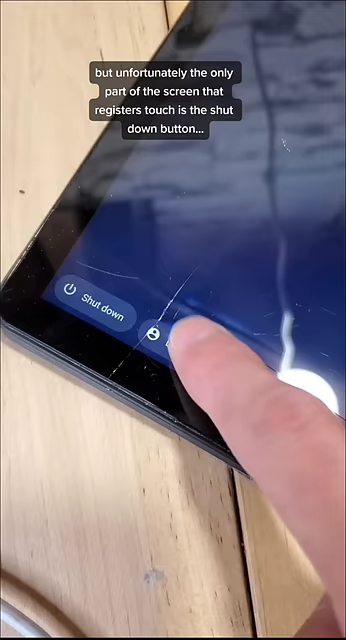 but unfortunately the only
part of the screen that
registers touch is the shut
down button...
Shut down